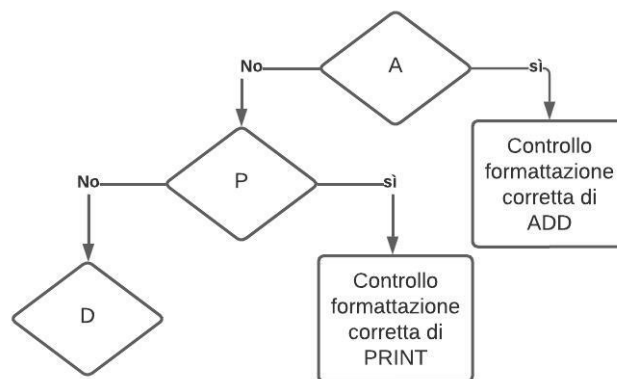 A
No
sì
Controllo
formattazione
corretta di
ADD
P
No
sì
Controllo
formattazione
corretta di
PRINT
D